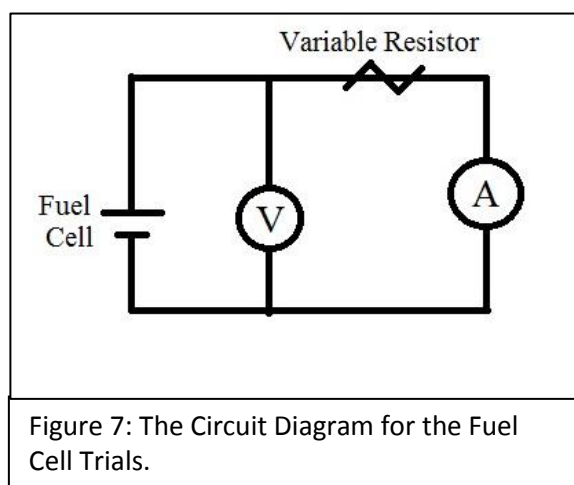 Variable Resistor
Fuel
Cell
V
A
Figure 7: The Circuit Diagram for the Fuel
Cell Trials.